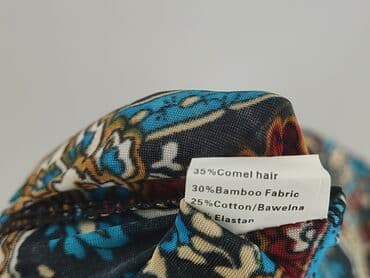 35%Comel hair
30%Bamboo Fabric
25%Cotton/Bawelna
Elastan